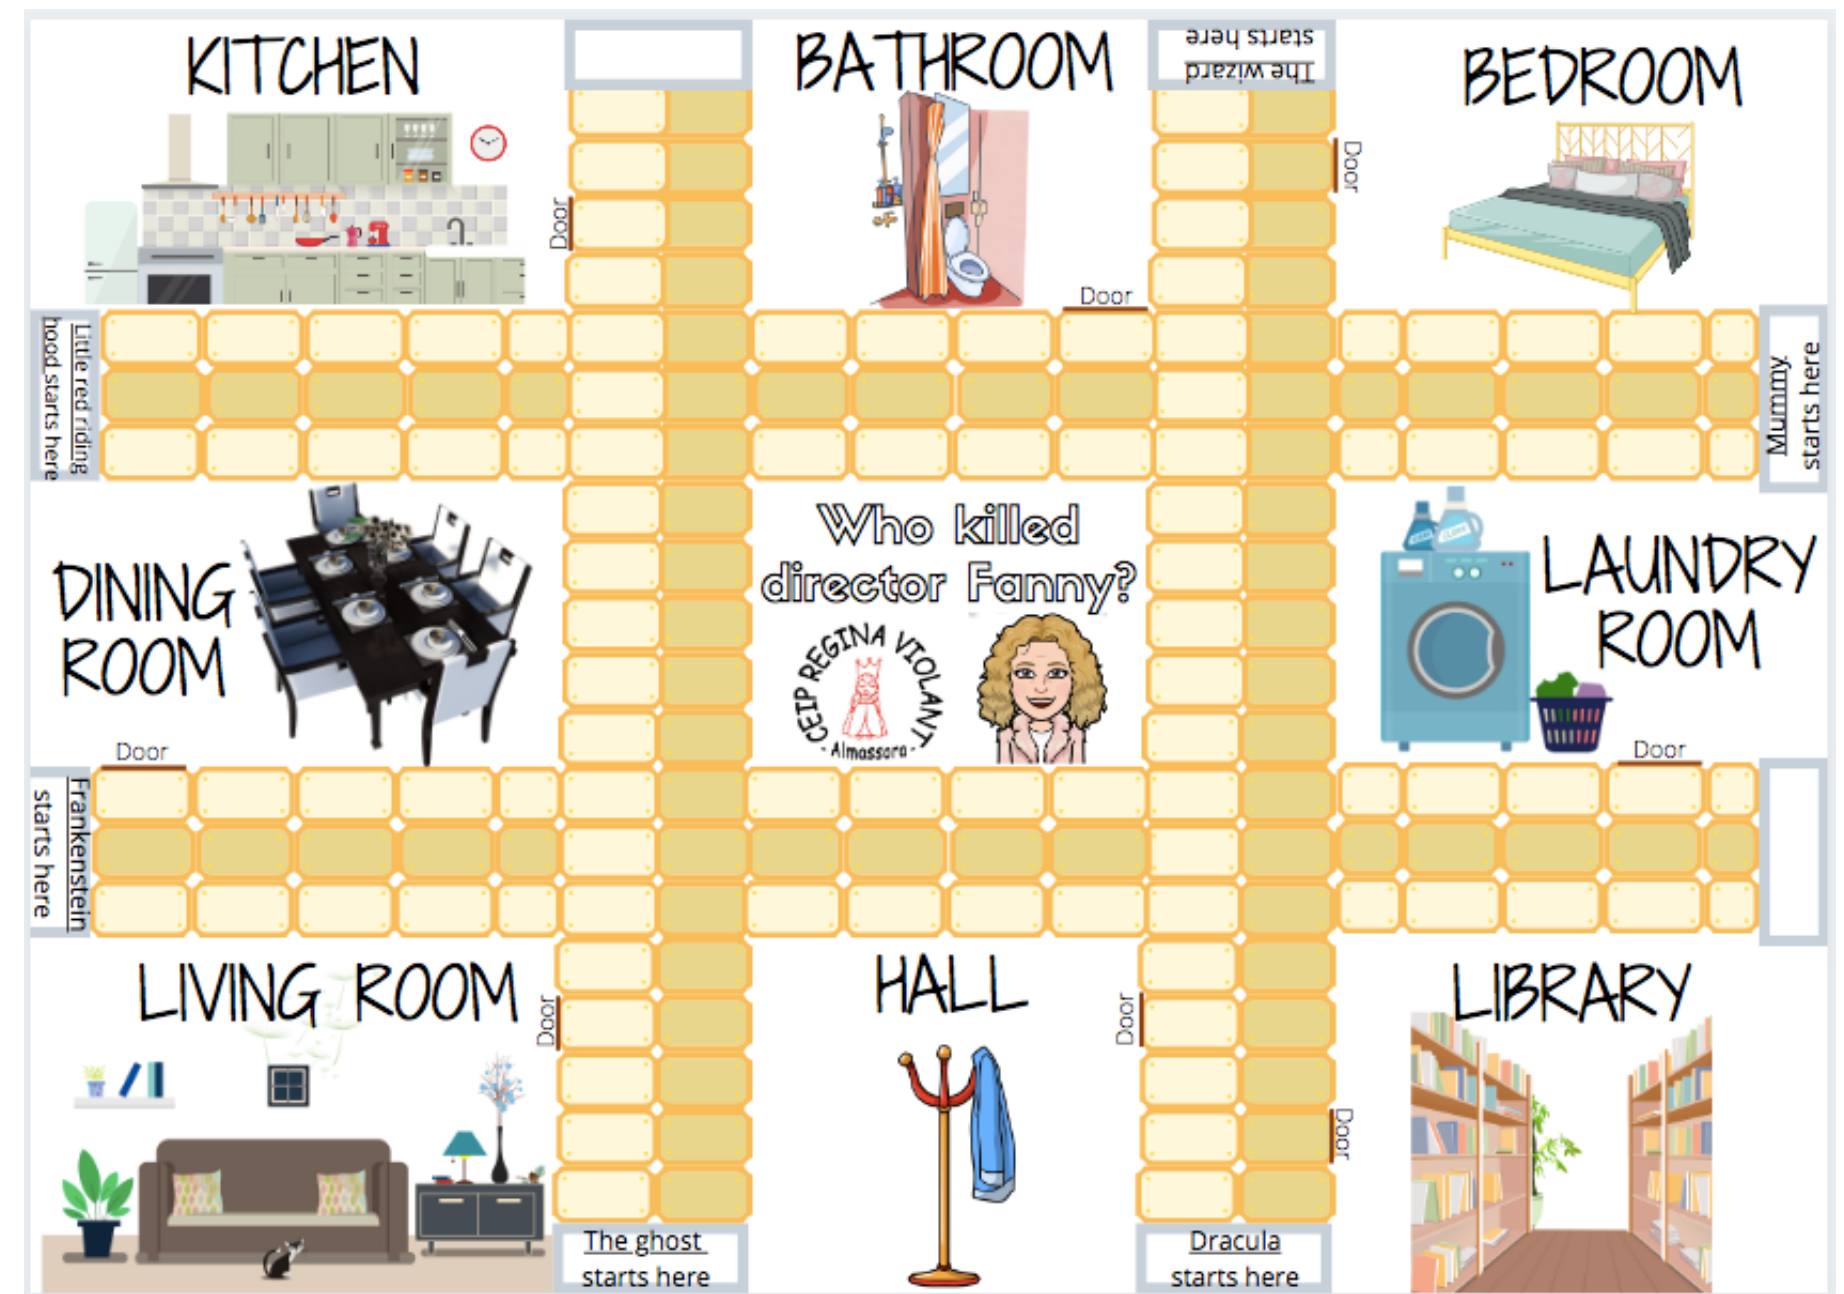 KITCHEN
BATHROOM
The wizard
starts here
BEDROOM
Door
Door
Door
Little red riding
hood starts here
Mummy
starts here
DINING
ROOM
Who killed
director Fanny?
CEIP REGINA VIOLANT
- Almassora -
LAUNDRY
ROOM
Door
Door
Frankenstein
starts here
LIVING ROOM
HALL
LIBRARY
Door
Door
Door
The ghost
starts here
Dracula
starts here